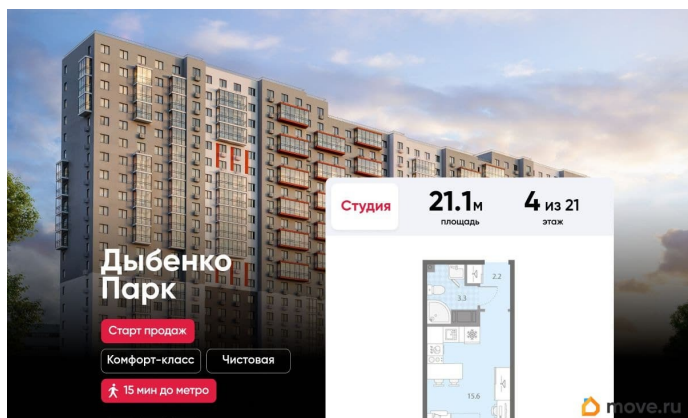 Дыбенко
Парк
Старт продаж
Комфорт-класс
Чистовая
15 мин до метро
Студия
21.1м
площадь
4 из 21
этаж
2.2
3.3
15.6
move.ru